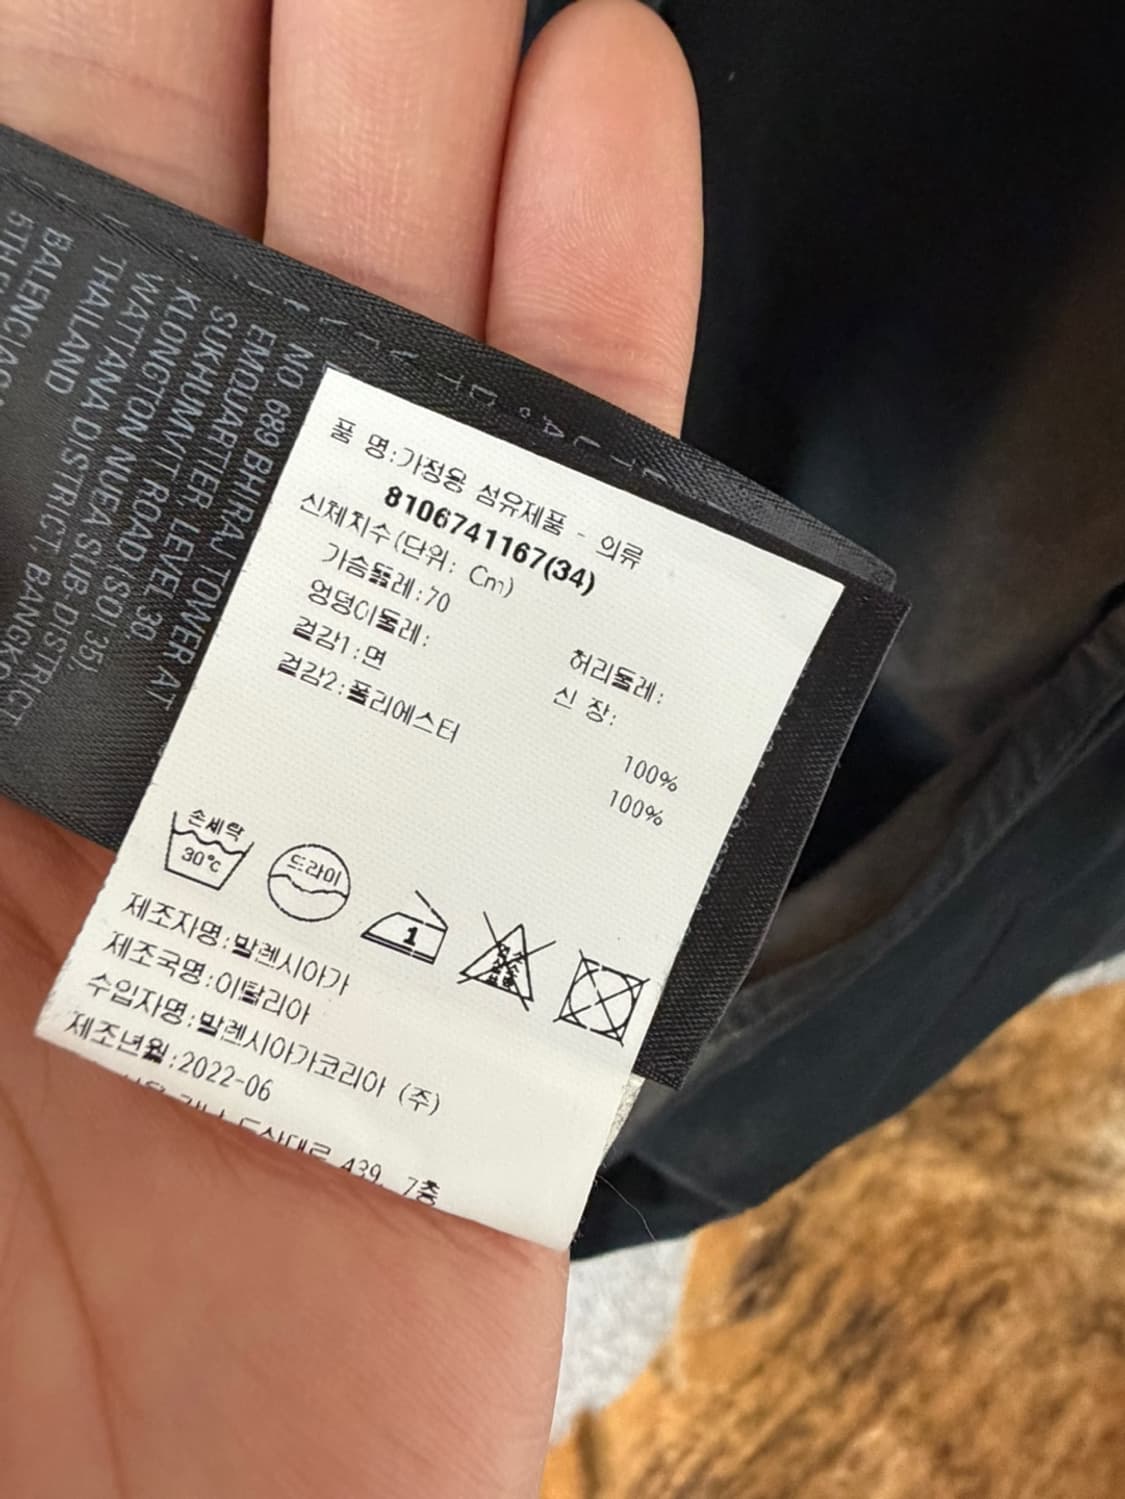 품 명:가정용 섬유제품 - 의류
8106741167(34)
신체치수(단위: Cm)
가슴둘레:70
허리둘레:
엉덩이둘레:
신 장:
겉감1:면 100%
겉감2:폴리에스터 100%
손세탁
30℃
드라이
1
제조자명:발렌시아가
제조국명:이탈리아
수입자명:발렌시아가코리아 (주)
제조년월:2022-06
439, 7층
NO. 689 BHIRAJ TOWER AT
EMQUARTIER, LEVEL 30,
SUKHUMVIT ROAD (SOI 35),
KLONGTON NUEA SUB DISTRICT
WATTANA DISTRICT, BANGKO
THAILAND